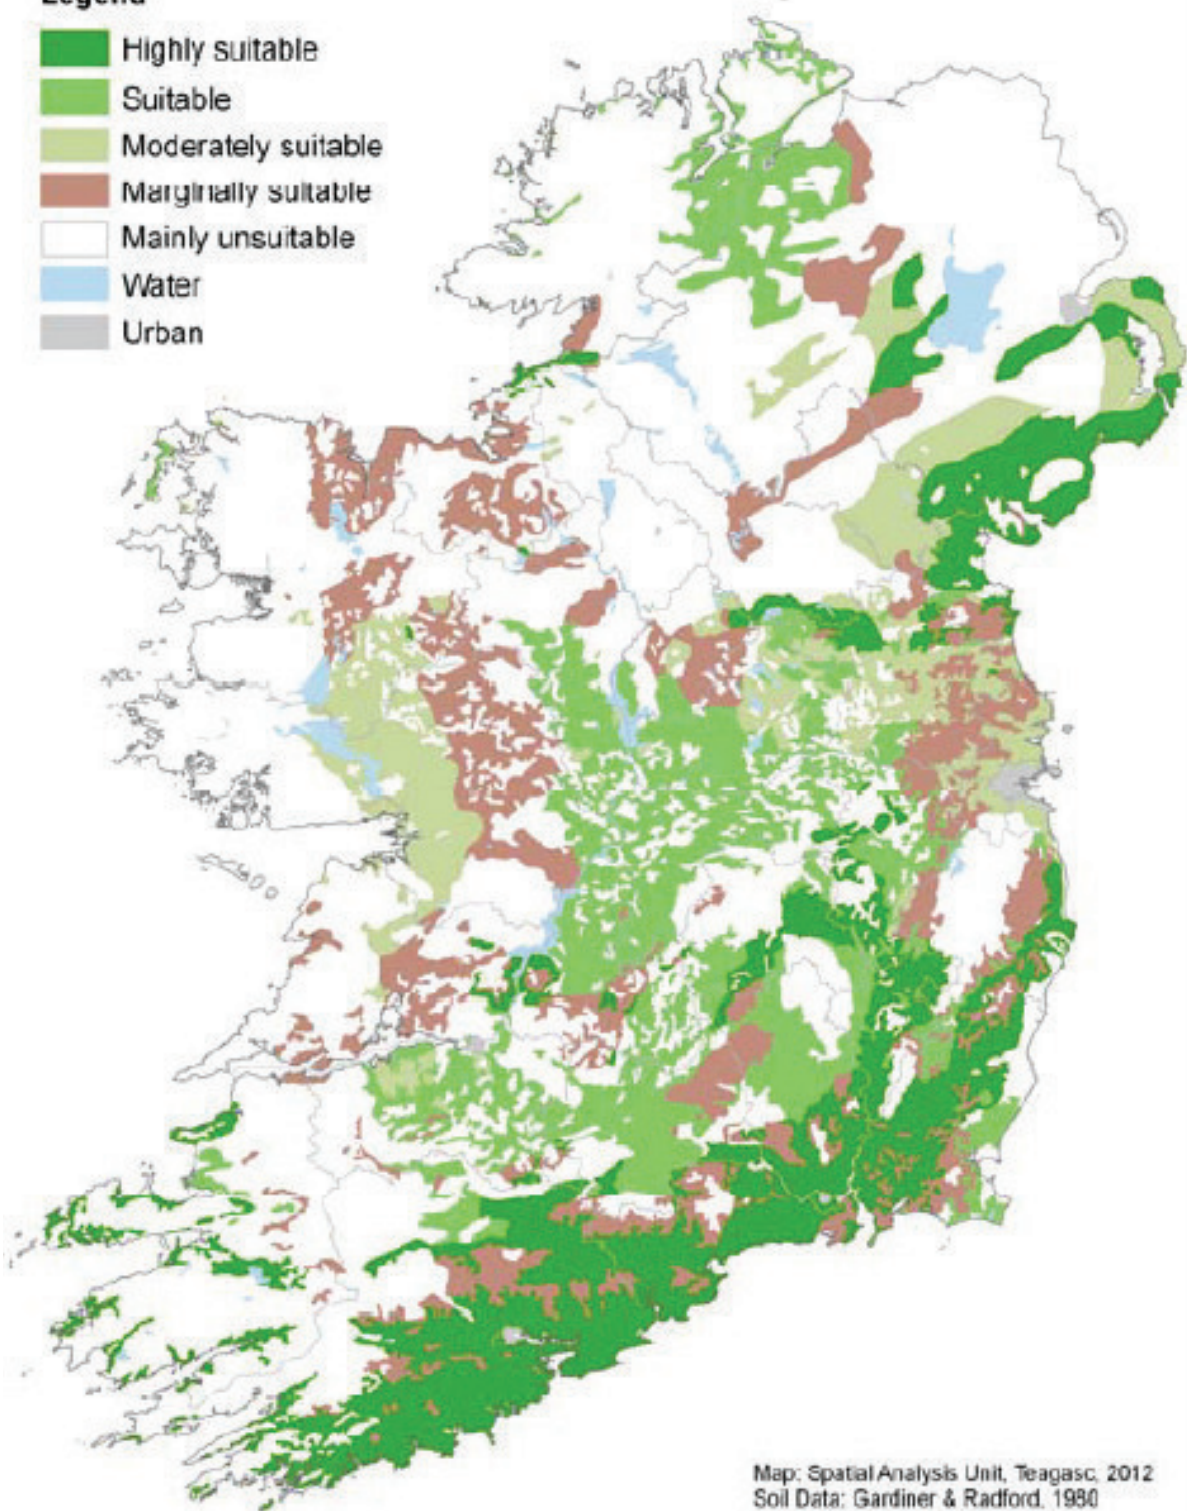 Legend
Highly suitable
Suitable
Moderately suitable
Marginally suitable
Mainly unsuitable
Water
Urban
Map: Spatial Analysis Unit, Teagasc, 2012
Soil Data: Gardiner & Radford, 1980